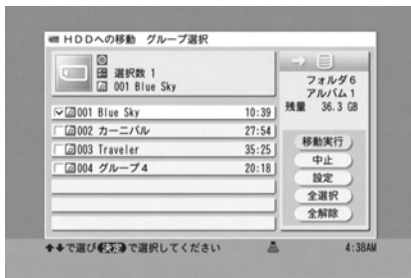 HDDへの移動 グループ選択
選択数 1
001 Blue Sky
フォルダ6
アルバム1
残量 36.3 GB
001 Blue Sky 10:39
002 カーニバル 27:54
003 Traveler 35:25
004 グループ4 20:18
移動実行
中止
設定
全選択
全解除
で選び決定で選択してください 4:38AM